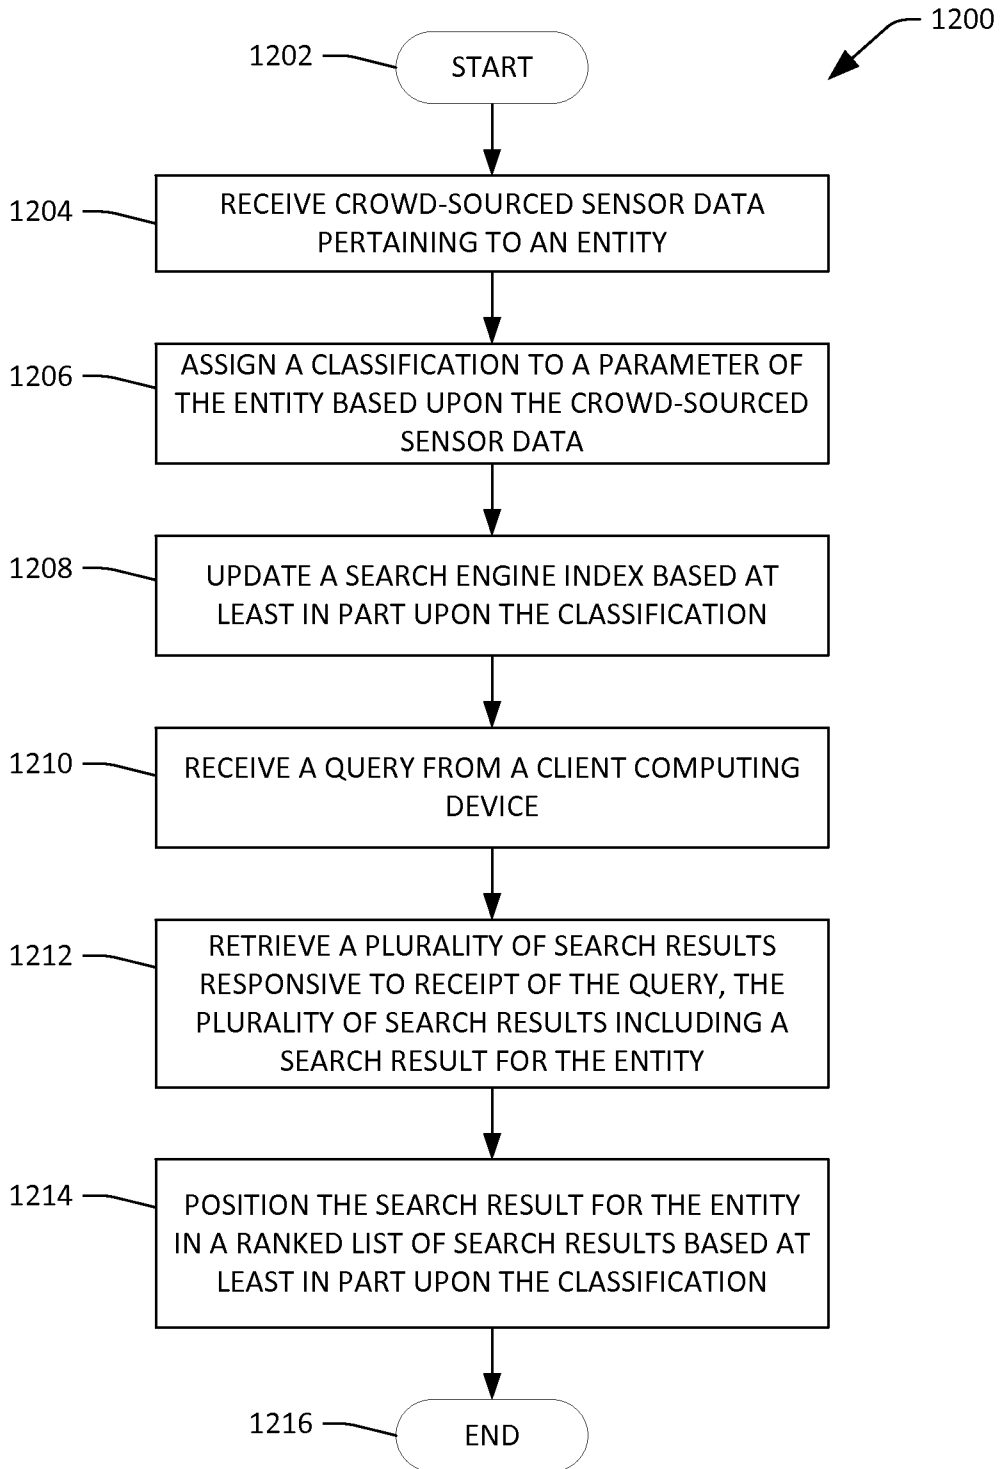 1200
1202
START
1204
RECEIVE CROWD-SOURCED SENSOR DATA
PERTAINING TO AN ENTITY
1206
ASSIGN A CLASSIFICATION TO A PARAMETER OF
THE ENTITY BASED UPON THE CROWD-SOURCED
SENSOR DATA
1208
UPDATE A SEARCH ENGINE INDEX BASED AT
LEAST IN PART UPON THE CLASSIFICATION
1210
RECEIVE A QUERY FROM A CLIENT COMPUTING
DEVICE
1212
RETRIEVE A PLURALITY OF SEARCH RESULTS
RESPONSIVE TO RECEIPT OF THE QUERY, THE
PLURALITY OF SEARCH RESULTS INCLUDING A
SEARCH RESULT FOR THE ENTITY
1214
POSITION THE SEARCH RESULT FOR THE ENTITY
IN A RANKED LIST OF SEARCH RESULTS BASED AT
LEAST IN PART UPON THE CLASSIFICATION
1216
END